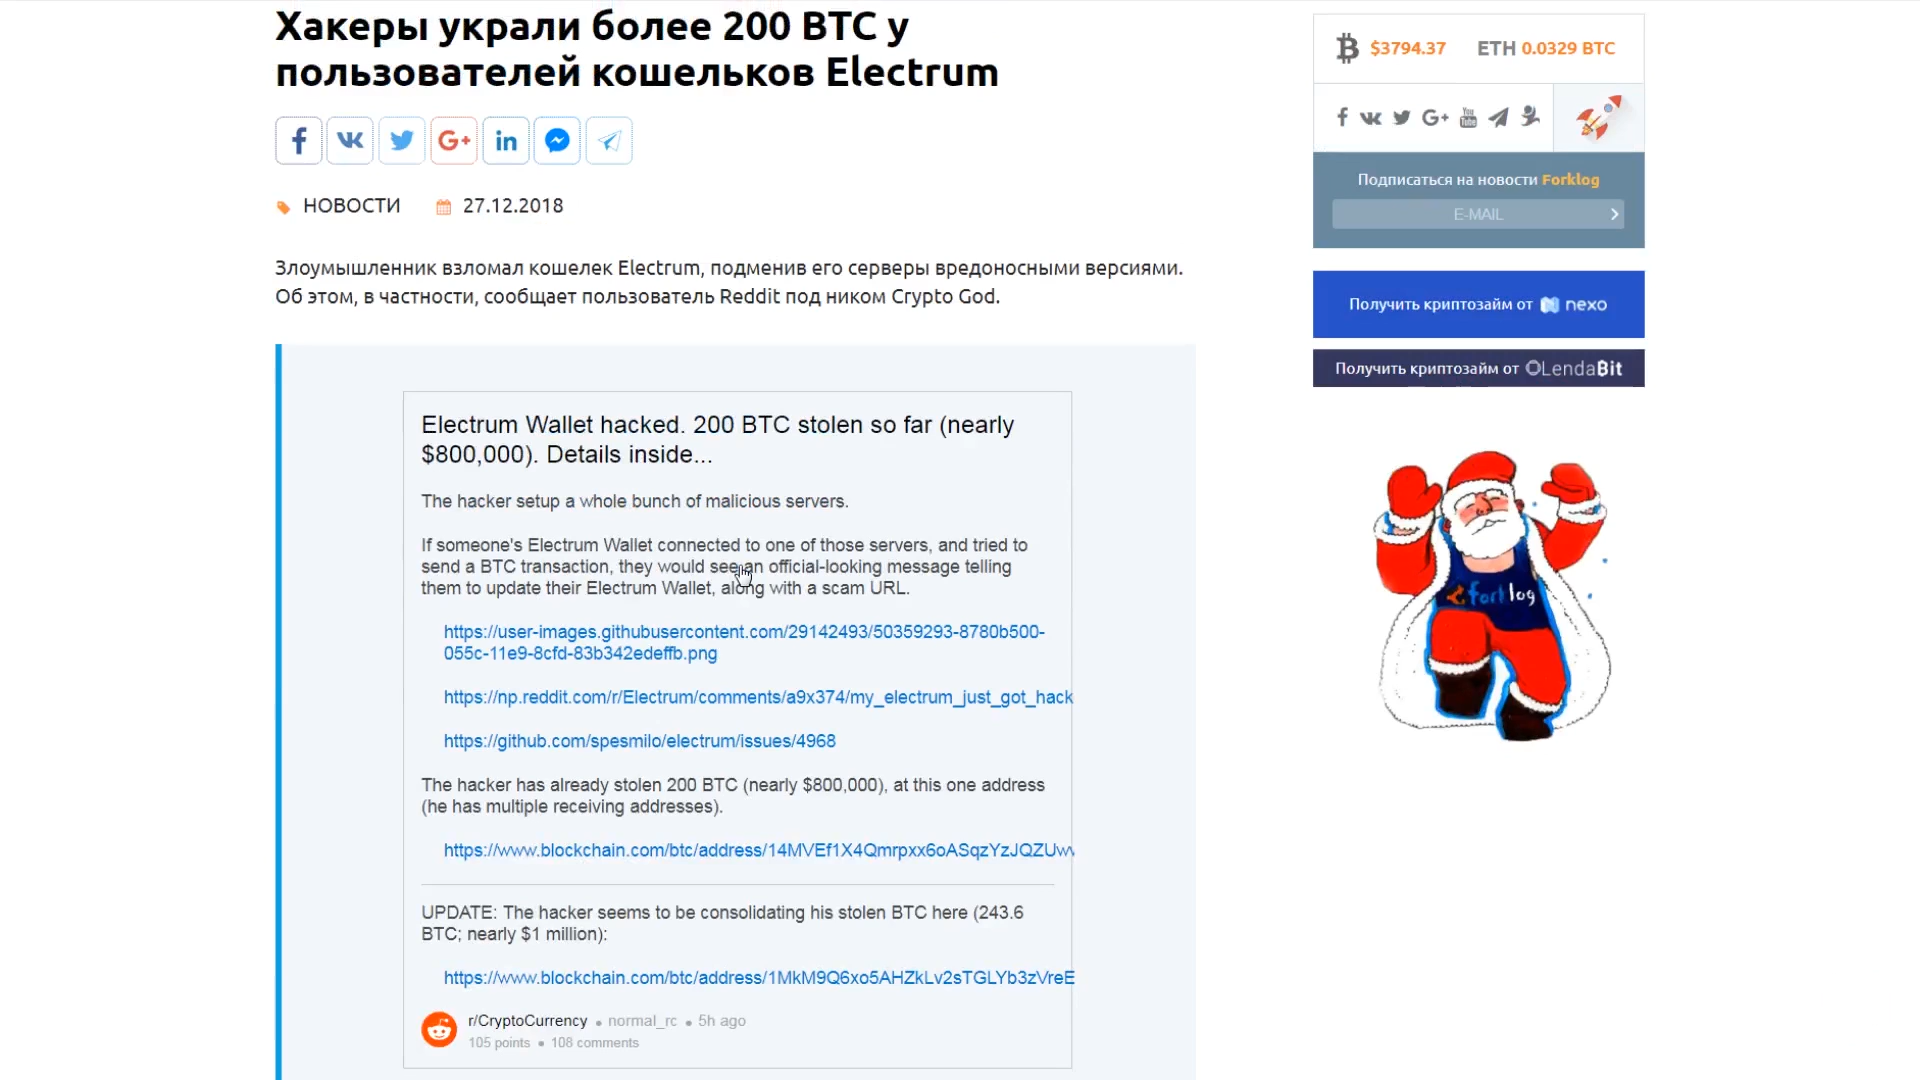 Хакеры украли более 200 BTC у
пользователей кошельков Electrum
НОВОСТИ 27.12.2018
Злоумышленник взломал кошелек Electrum, подменив его серверы вредоносными версиями.
Об этом, в частности, сообщает пользователь Reddit под ником Crypto God.
Electrum Wallet hacked. 200 BTC stolen so far (nearly
$800,000). Details inside...
The hacker setup a whole bunch of malicious servers.
If someone's Electrum Wallet connected to one of those servers, and tried to
send a BTC transaction, they would see an official-looking message telling
them to update their Electrum Wallet, along with a scam URL.
https://user-images.githubusercontent.com/29142493/50359293-8780b500-
055c-11e9-8cfd-83b342edeffb.png
https://np.reddit.com/r/Electrum/comments/a9x374/my_electrum_just_got_hack
https://github.com/spesmilo/electrum/issues/4968
The hacker has already stolen 200 BTC (nearly $800,000), at this one address
(he has multiple receiving addresses).
https://www.blockchain.com/btc/address/14MVEf1X4Qmrpxx6oASqzYzJQZUwv
UPDATE: The hacker seems to be consolidating his stolen BTC here (243.6
BTC; nearly $1 million):
https://www.blockchain.com/btc/address/1MkM9Q6xo5AHZkLv2sTGLYb3zVreE
r/CryptoCurrency • normal_rc • 5h ago
105 points • 108 comments
$3794.37 ETH 0.0329 BTC
Подписаться на новости Forklog
E-MAIL
Получить криптозайм от nexo
Получить криптозайм от LendaBit
fork log